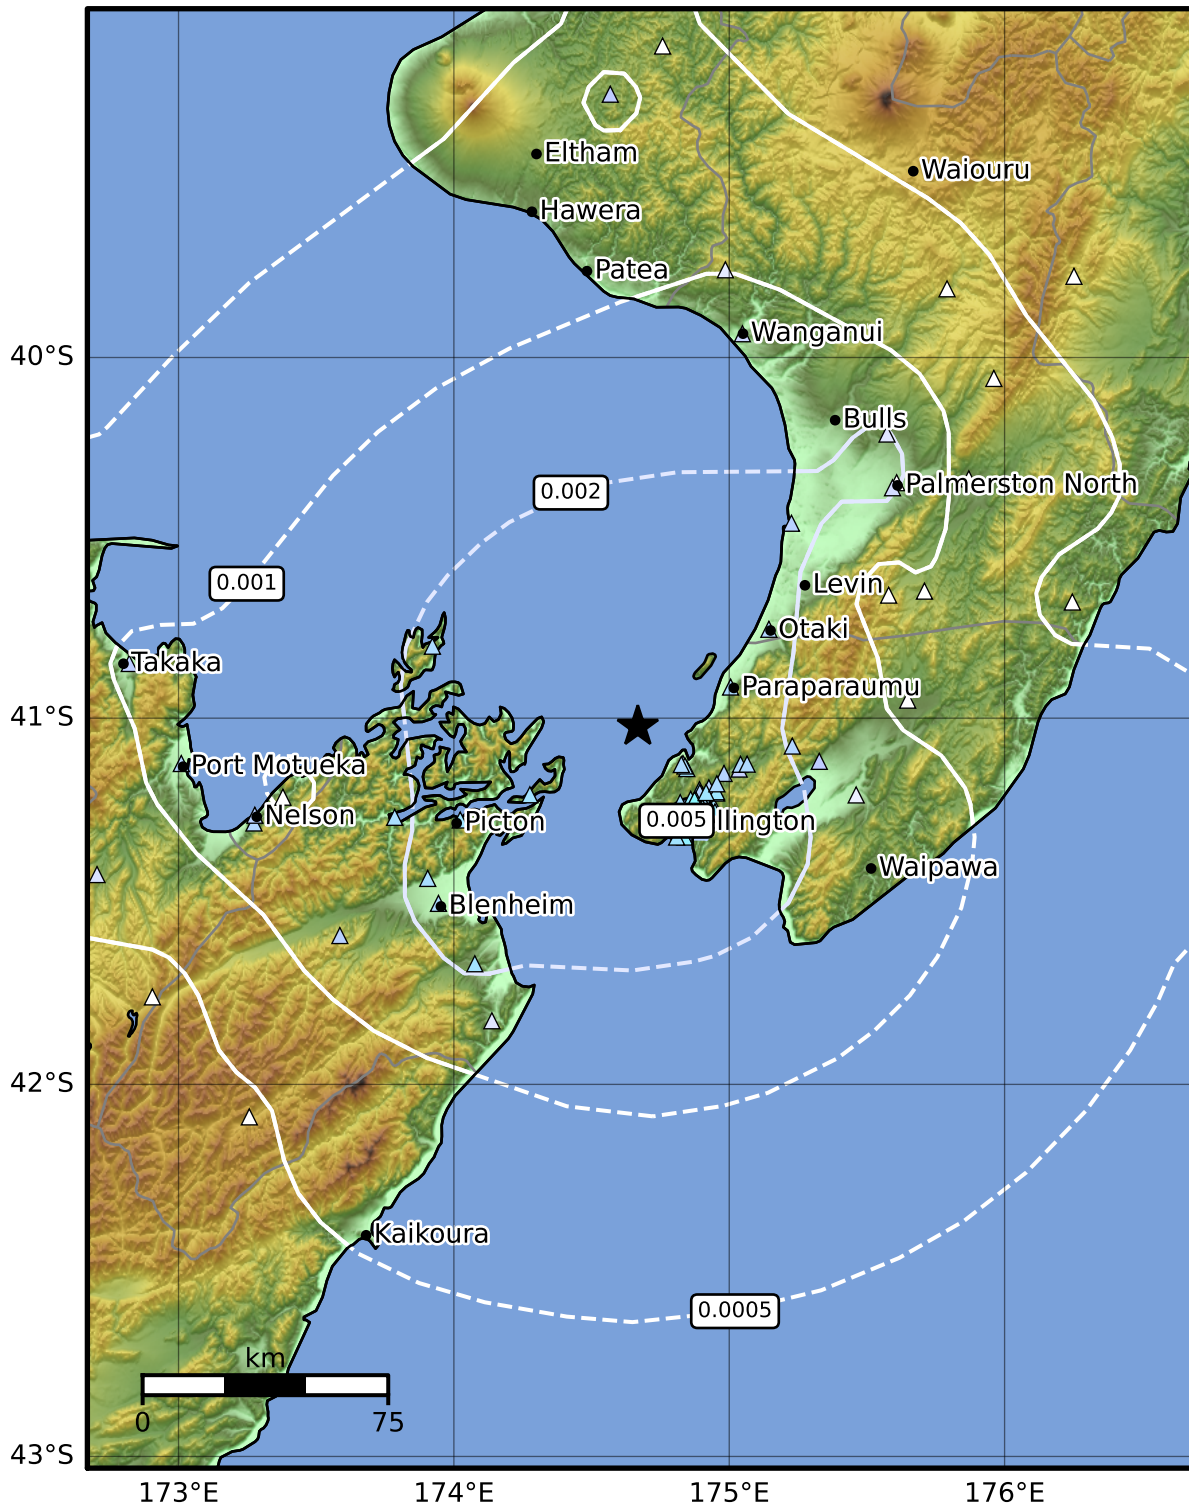 Eltham
Waiouru
Hawera
Patea
Wanganui
40°S
Bulls
Palmerston North
0.002
0.001
Levin
Otaki
Takaka
Paraparaumu
41°S
Port Motueka
Nelson
Picton
0.005
llington
Waipawa
Blenheim
42°S
Kaikoura
0.0005
km
0
75
43°S
173°E
174°E
175°E
176°E